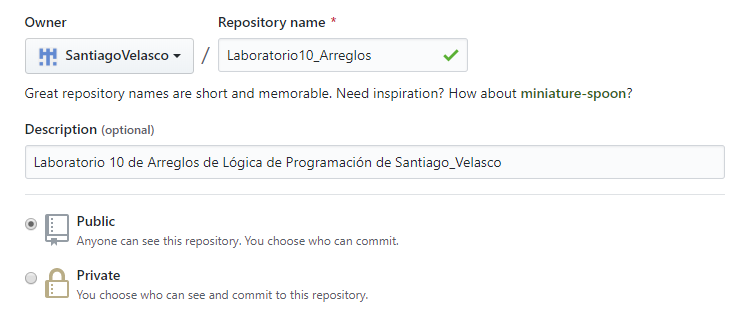 Owner Repository name *
SantiagoVelasco / Laboratorio10_Arreglos
Great repository names are short and memorable. Need inspiration? How about miniature-spoon?
Description (optional)
Laboratorio 10 de Arreglos de Lógica de Programación de Santiago_Velasco
Public
Anyone can see this repository. You choose who can commit.
Private
You choose who can see and commit to this repository.